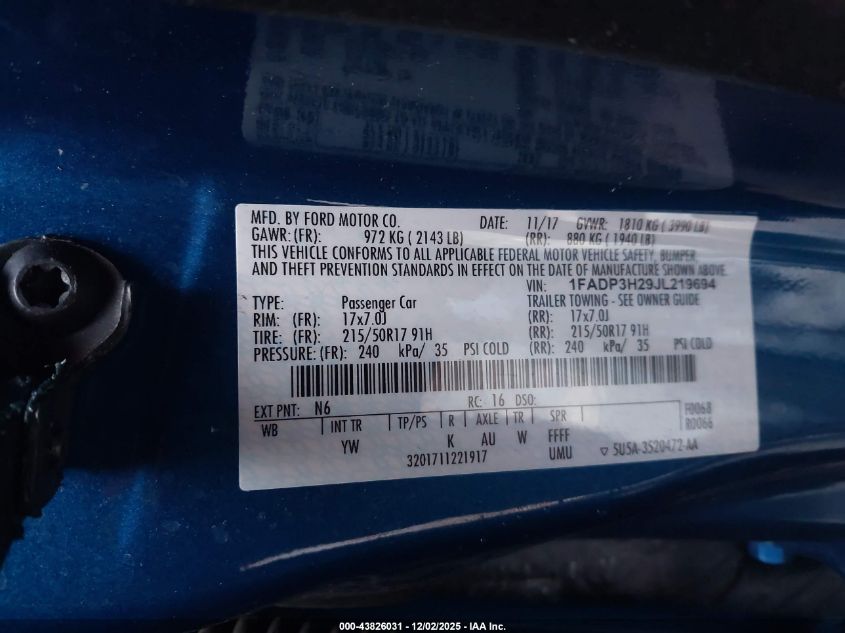 MFD. BY FORD MOTOR CO. DATE: 11/17 GVWR: 1810 KG ( 3990 LB)
GAWR: (FR): 972 KG ( 2143 LB) (RR): 880 KG ( 1940 LB)
THIS VEHICLE CONFORMS TO ALL APPLICABLE FEDERAL MOTOR VEHICLE SAFETY, BUMPER,
AND THEFT PREVENTION STANDARDS IN EFFECT ON THE DATE OF MANUFACTURE SHOWN ABOVE.
VIN: 1FADP3H29JL219694
TYPE: Passenger Car TRAILER TOWING - SEE OWNER GUIDE
RIM: (FR): 17x7.0J (RR): 17x7.0J
TIRE: (FR): 215/50R17 91H (RR): 215/50R17 91H
PRESSURE: (FR): 240 kPa/ 35 PSI COLD (RR): 240 kPa/ 35 PSI COLD
EXT PNT: N6 RC: 16 DSO: F0068
WB INT TR TP/PS R AXLE TR SPR R0066
YW K AU W FFFF
3201711221917 UMU ▽ 5U5A-3520472-AA
000-43826031 - 12/02/2025 - IAA Inc.